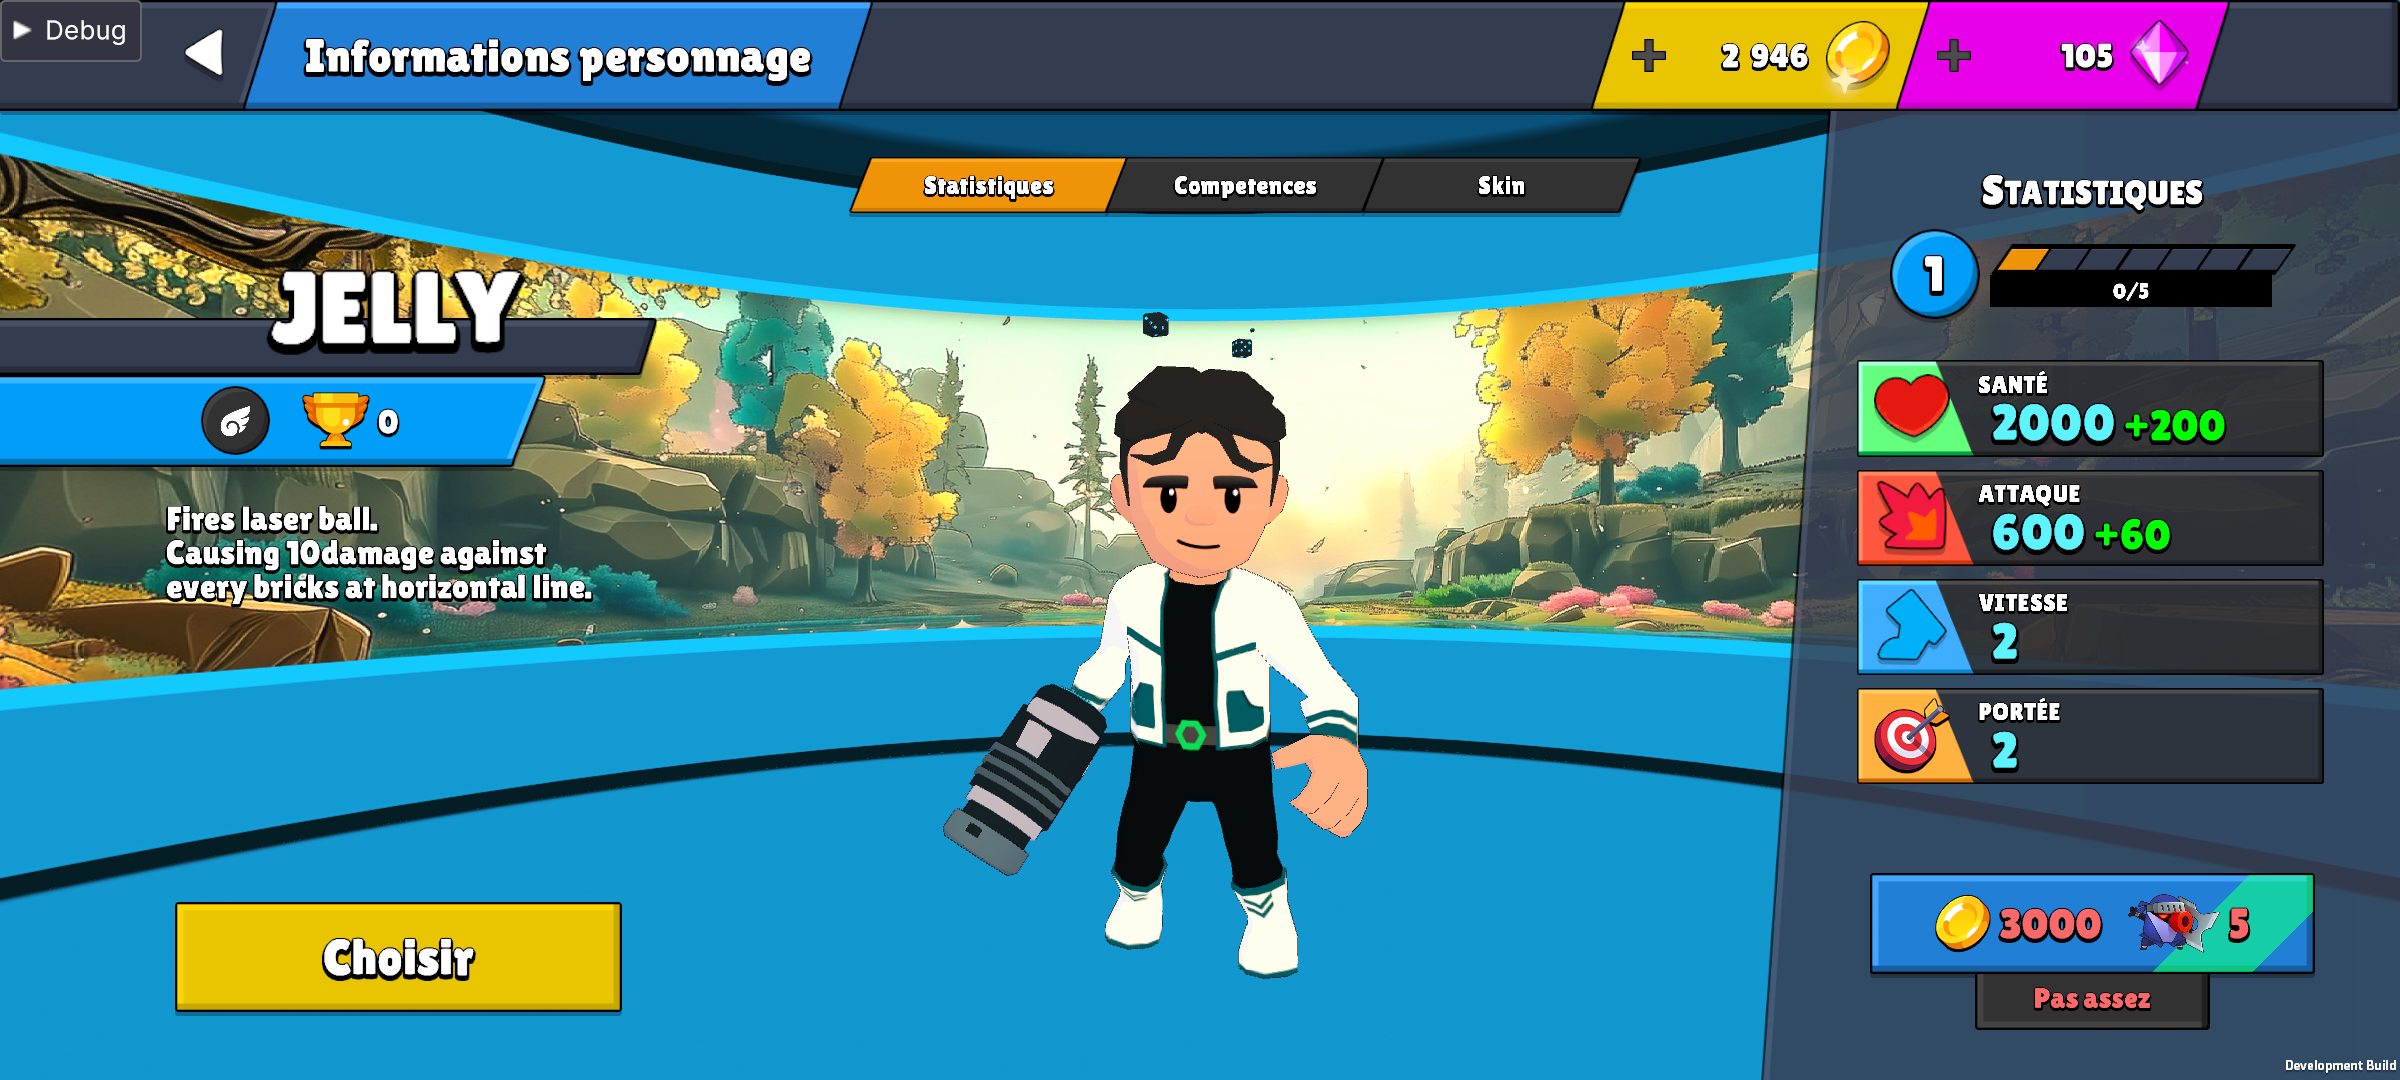 Debug
Informations personnage
2 946
105
Statistiques
Competences
Skin
JELLY
0
Fires laser ball.
Causing 10damage against
every bricks at horizontal line.
Choisir
STATISTIQUES
1
0/5
SANTÉ
2000 +200
ATTAQUE
600 +60
VITESSE
2
PORTÉE
2
3000
5
Pas assez
Development Build